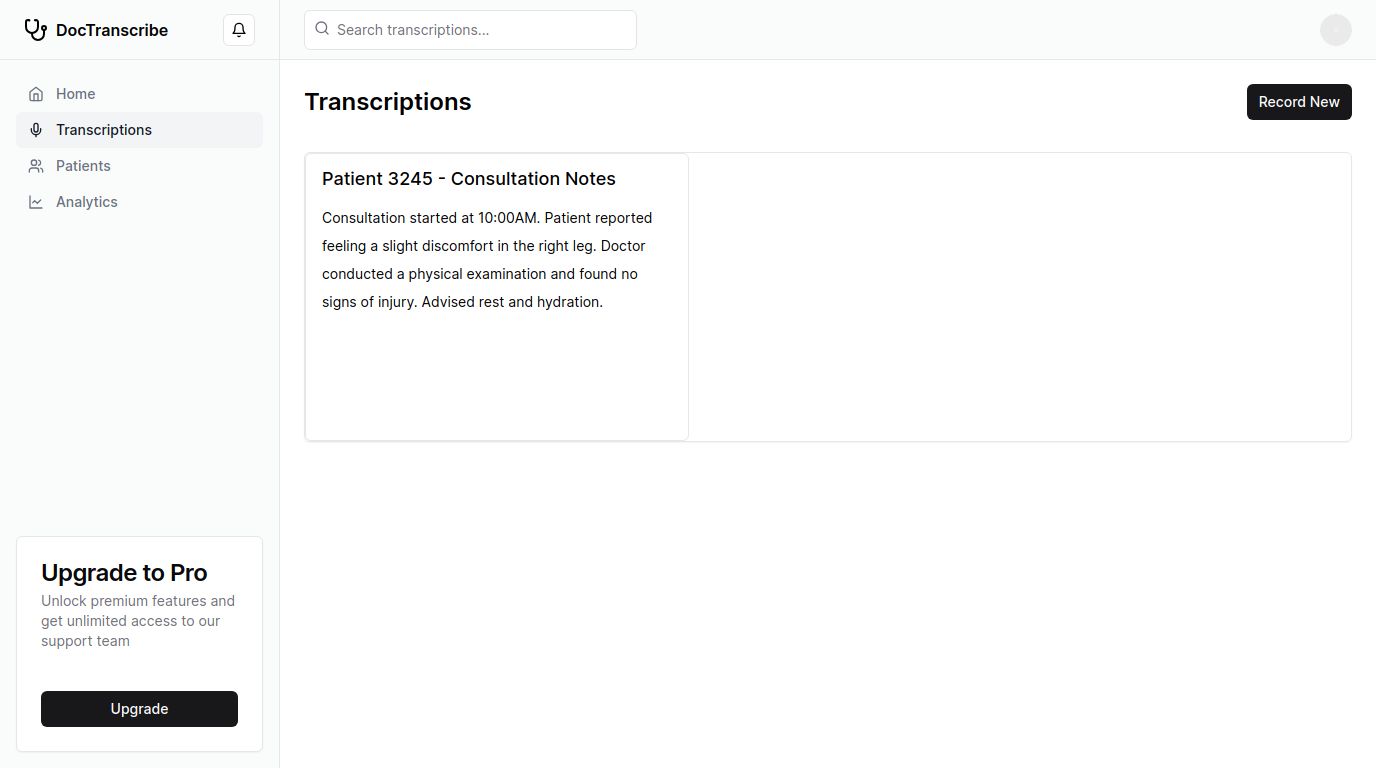 DocTranscribe
Search transcriptions...
Home
Transcriptions
Patients
Analytics
Transcriptions
Record New
Patient 3245 - Consultation Notes
Consultation started at 10:00AM. Patient reported
feeling a slight discomfort in the right leg. Doctor
conducted a physical examination and found no
signs of injury. Advised rest and hydration.
Upgrade to Pro
Unlock premium features and
get unlimited access to our
support team
Upgrade